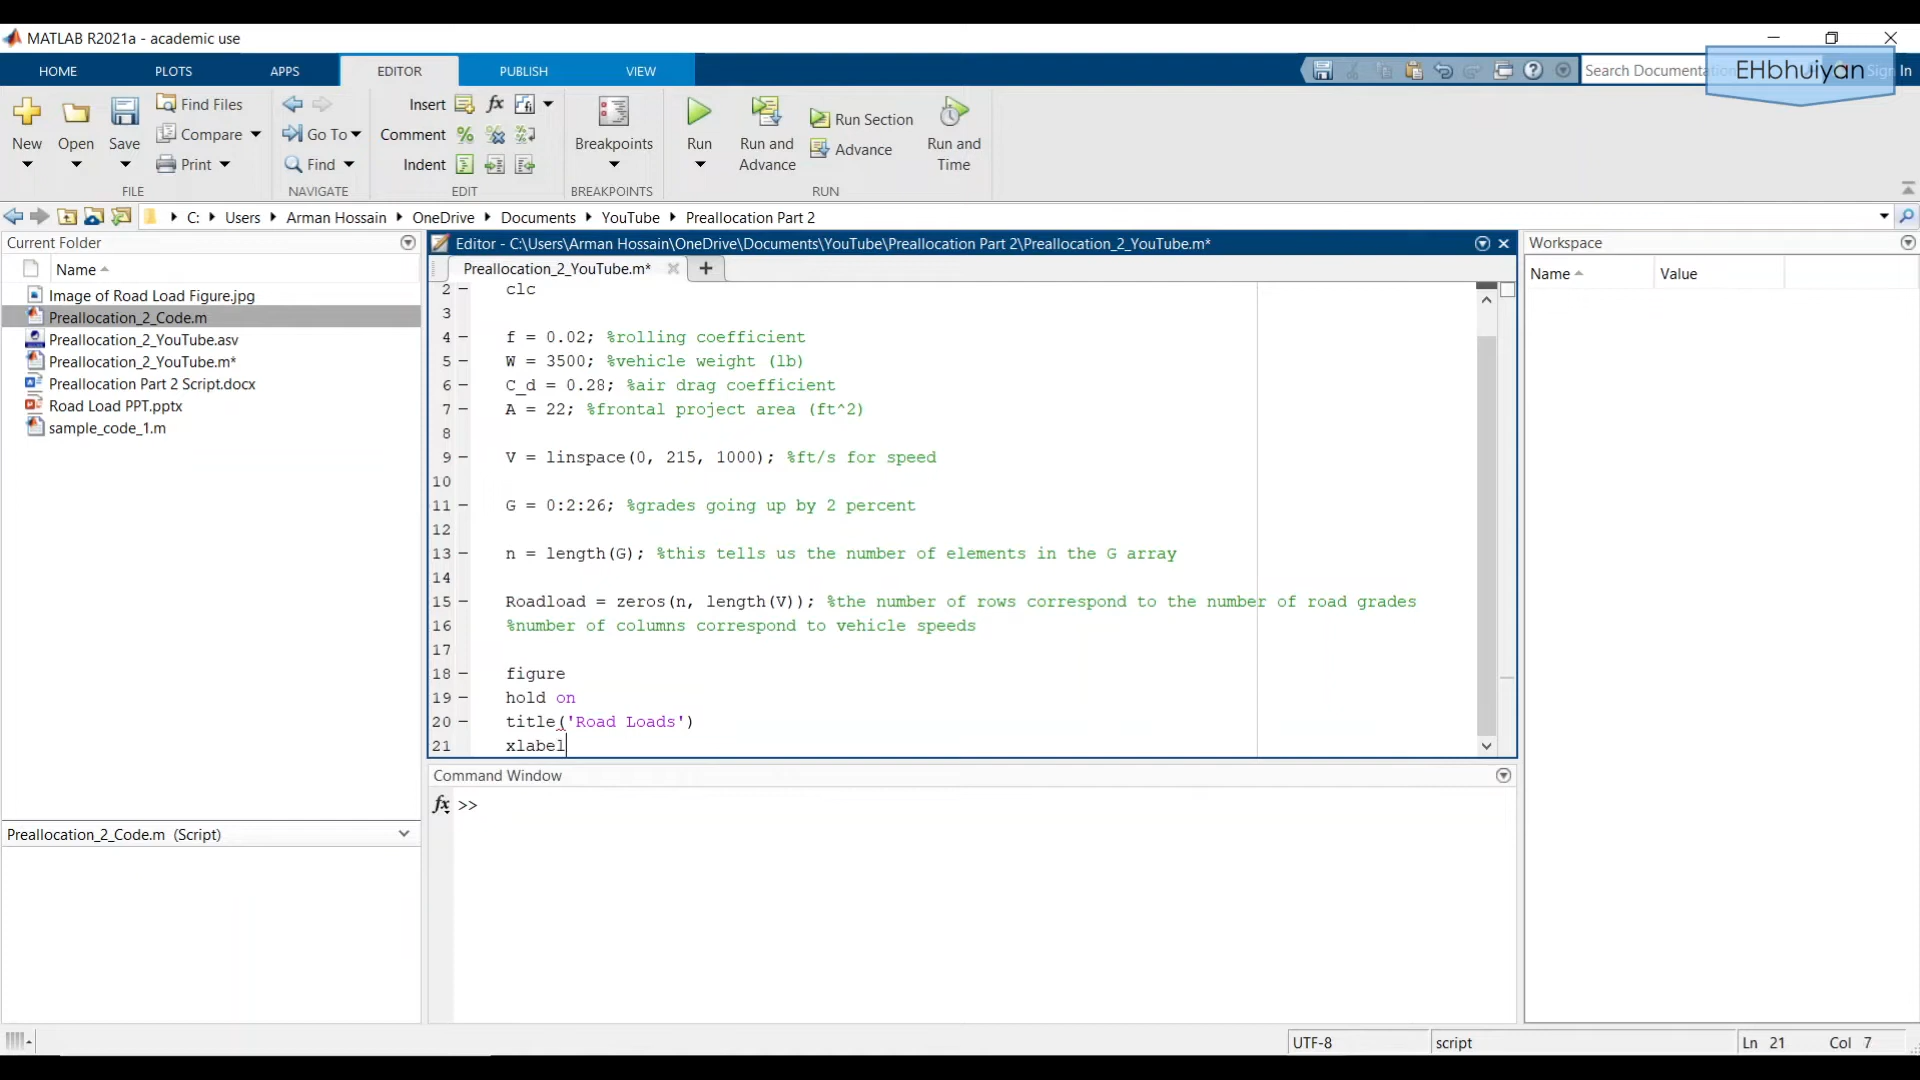 MATLAB R2021a - academic use
HOME PLOTS APPS EDITOR PUBLISH VIEW
Search Documentation
EHbhuiyan
In
New
Open
Save
Find Files
Compare
Print
FILE
Go To
Find
NAVIGATE
Insert fx
Comment
Indent
EDIT
Breakpoints
BREAKPOINTS
Run
Run and
Advance
Run Section
Advance
Run and
Time
RUN
C: Users Arman Hossain OneDrive Documents YouTube Preallocation Part 2
Current Folder
Name
Image of Road Load Figure.jpg
Preallocation_2_Code.m
Preallocation_2_YouTube.asv
Preallocation_2_YouTube.m*
Preallocation Part 2 Script.docx
Road Load PPT.pptx
sample_code_1.m
Preallocation_2_Code.m (Script)
Editor - C:\Users\Arman Hossain\OneDrive\Documents\YouTube\Preallocation Part 2\Preallocation_2_YouTube.m*
Preallocation_2_YouTube.m*
2 clc
3
4 f = 0.02; %rolling coefficient
5 W = 3500; %vehicle weight (lb)
6 C_d = 0.28; %air drag coefficient
7 A = 22; %frontal project area (ft^2)
8
9 V = linspace(0, 215, 1000); %ft/s for speed
10
11 G = 0:2:26; %grades going up by 2 percent
12
13 n = length(G); %this tells us the number of elements in the G array
14
15 Roadload = zeros(n, length(V)); %the number of rows correspond to the number of road grades
16 %number of columns correspond to vehicle speeds
17
18 figure
19 hold on
20 title('Road Loads')
21 xlabel
Command Window
fx >>
Workspace
Name Value
UTF-8 script Ln 21 Col 7